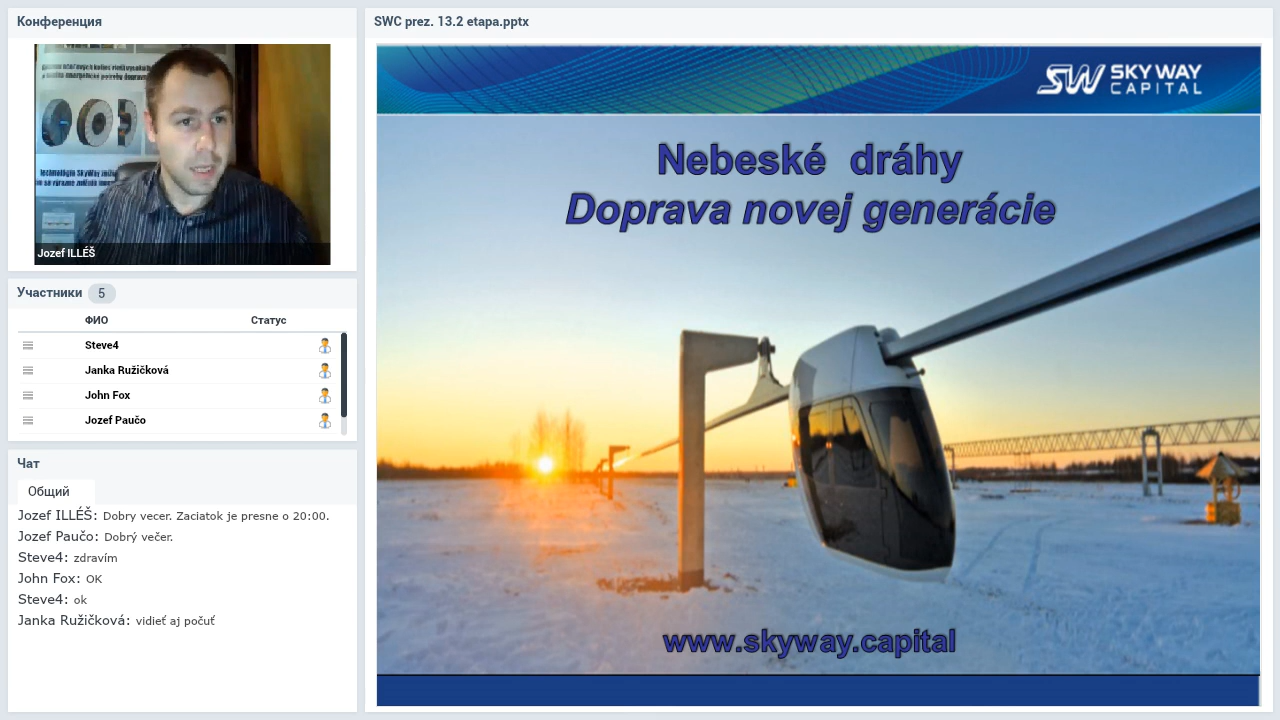 Конференция
Jozef ILLÉŠ
Участники 5
ФИО Статус
Steve4
Janka Ružičková
John Fox
Jozef Paučo
Чат
Общий
Jozef ILLÉŠ: Dobry vecer. Zaciatok je presne o 20:00.
Jozef Paučo: Dobrý večer.
Steve4: zdravím
John Fox: OK
Steve4: ok
Janka Ružičková: vidieť aj počuť
SWC prez. 13.2 etapa.pptx
SW SKY WAY
CAPITAL
Nebeské dráhy
Doprava novej generácie
www.skyway.capital